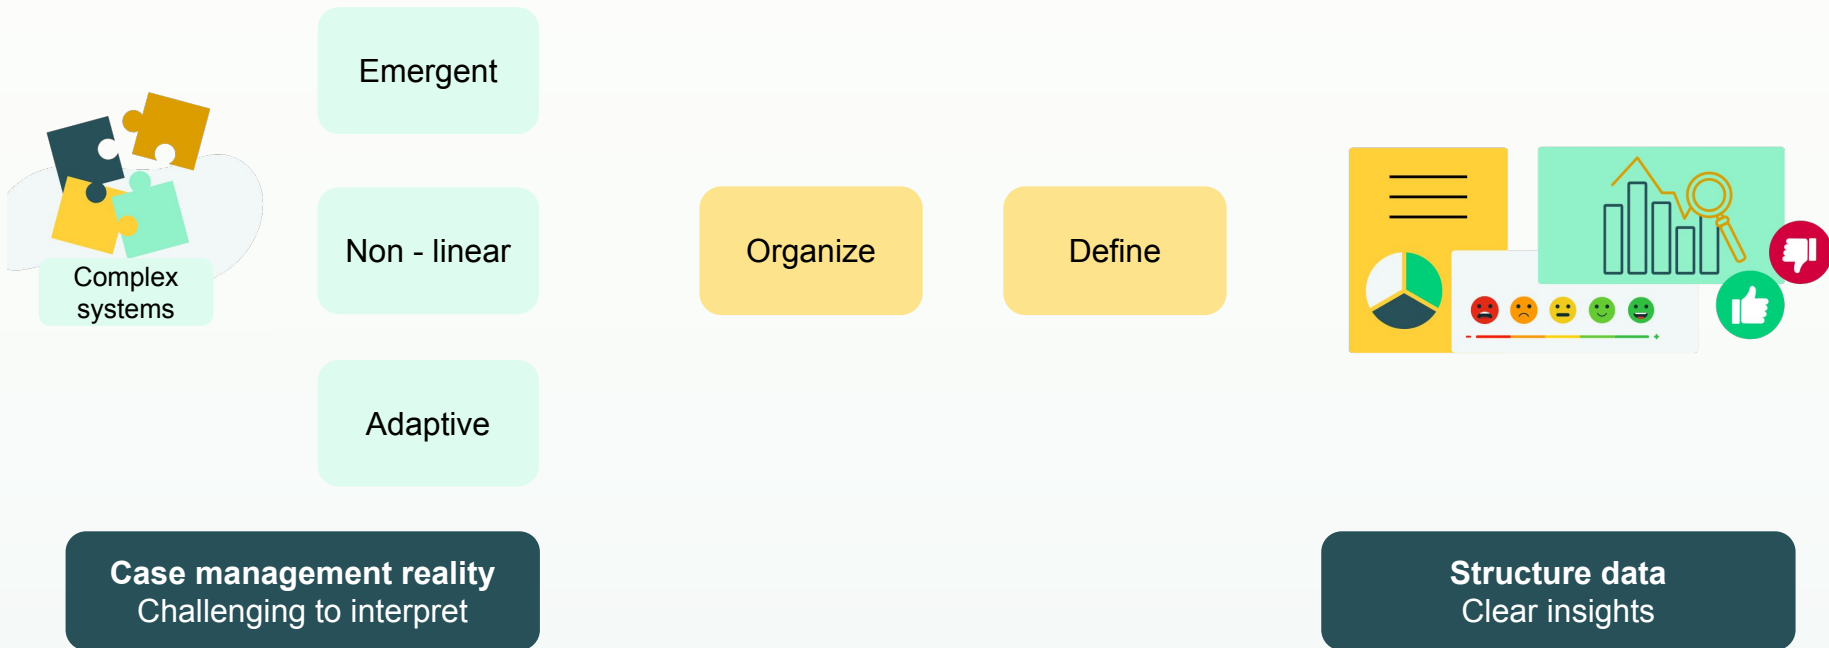 Emergent
Complex
systems
Non - linear
Adaptive
Organize
Define
Case management reality
Challenging to interpret
Structure data
Clear insights